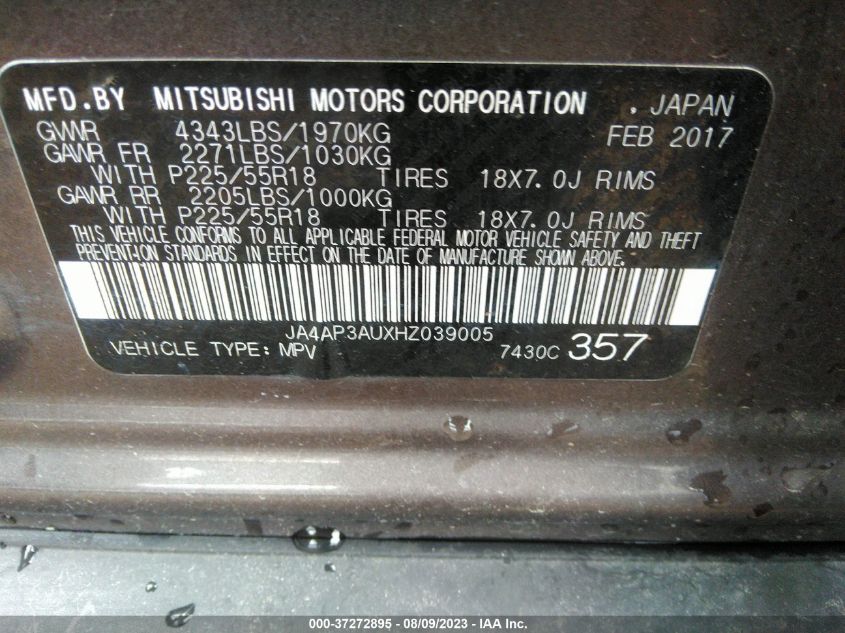 MFD.BY MITSUBISHI MOTORS CORPORATION . JAPAN
GVWR 4343LBS/1970KG FEB 2017
GAWR FR 2271LBS/1030KG
WITH P225/55R18 TIRES 18X7.0J RIMS
GAWR RR 2205LBS/1000KG
WITH P225/55R18 TIRES 18X7.0J RIMS
THIS VEHICLE CONFORMS TO ALL APPLICABLE FEDERAL MOTOR VEHICLE SAFETY AND THEFT
PREVENTION STANDARDS IN EFFECT ON THE DATE OF MANUFACTURE SHOWN ABOVE.
JA4AP3AUXHZ039005
VEHICLE TYPE: MPV 7430C 357
000-37272895 - 08/09/2023 - IAA Inc.